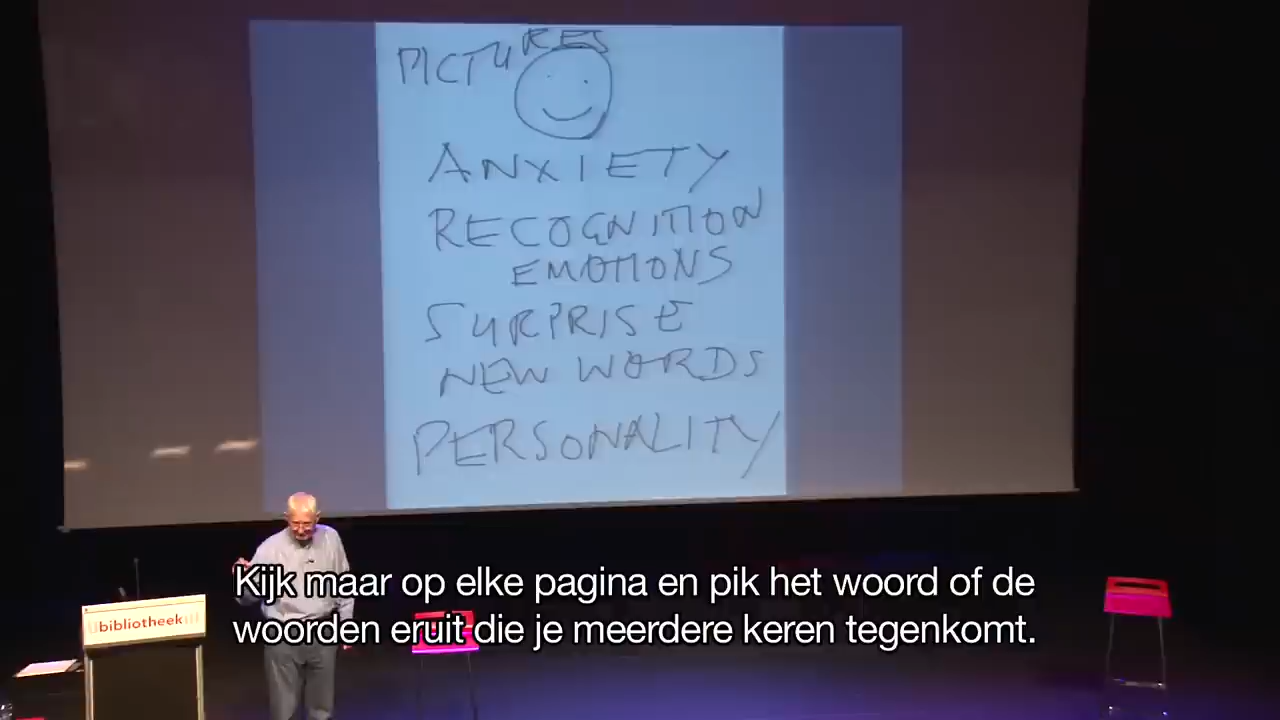 PICTURES
ANXIETY
RECOGNITION
EMOTIONS
SURPRISE
NEW WORDS
PERSONALITY
bibliotheek
Kijk maar op elke pagina en pik het woord of de
woorden eruit die je meerdere keren tegenkomt.